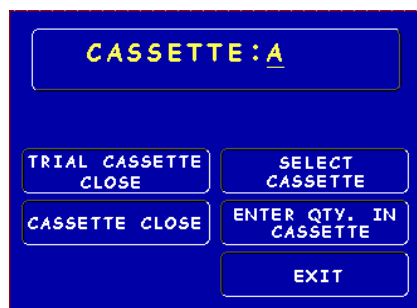 CASSETTE:A
TRIAL CASSETTE
CLOSE
SELECT
CASSETTE
CASSETTE CLOSE
ENTER QTY. IN
CASSETTE
EXIT